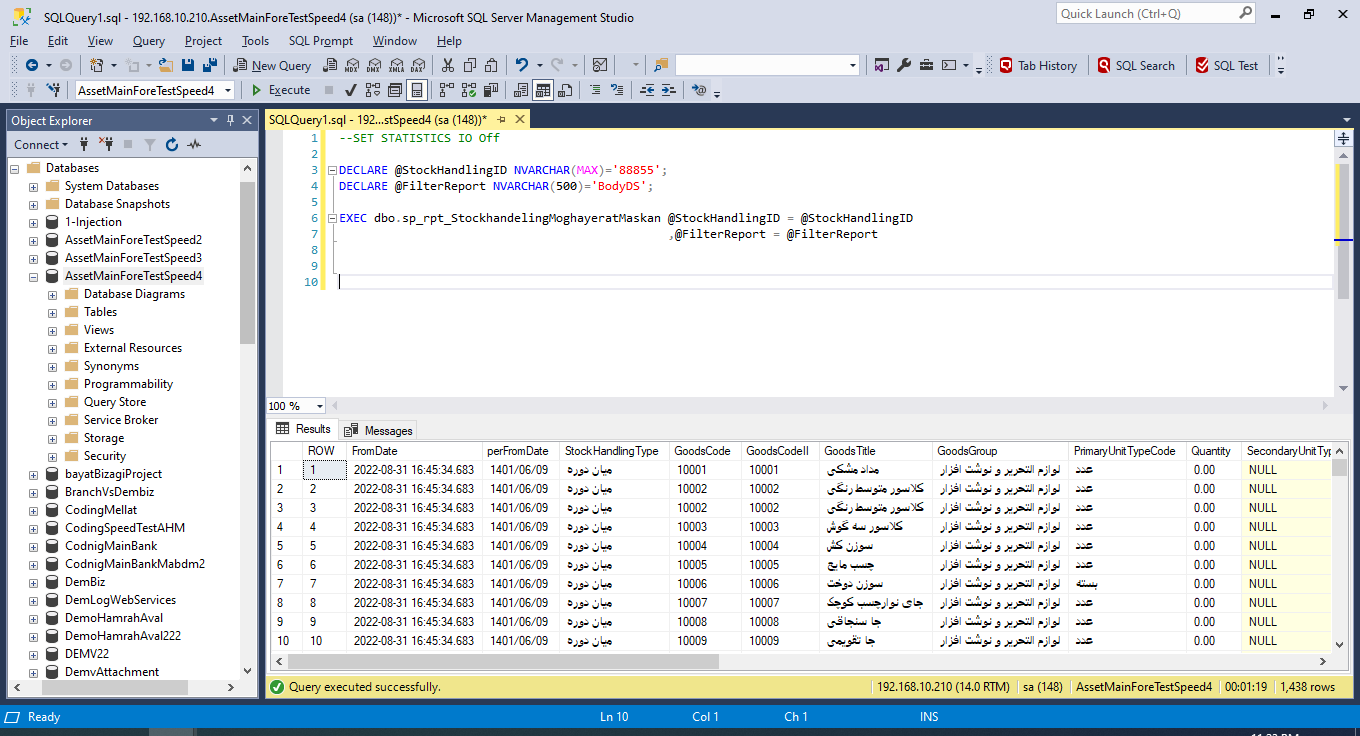 SQLQuery1.sql - 192.168.10.210.AssetMainForeTestSpeed4 (sa (148))* - Microsoft SQL Server Management Studio
Quick Launch (Ctrl+Q)
File Edit View Query Project Tools SQL Prompt Window Help
New Query MDX DMX XMLA DAX Tab History SQL Search SQL Test
AssetMainForeTestSpeed4 Execute
Object Explorer
Connect
Databases
System Databases
Database Snapshots
1-Injection
AssetMainForeTestSpeed2
AssetMainForeTestSpeed3
AssetMainForeTestSpeed4
Database Diagrams
Tables
Views
External Resources
Synonyms
Programmability
Query Store
Service Broker
Storage
Security
bayatBizagiProject
BranchVsDembiz
CodingMellat
CodingSpeedTestAHM
CodnigMainBank
CodnigMainBankMabdm2
DemBiz
DemLogWebServices
DemoHamrahAval
DemoHamrahAval222
DEMV22
DemvAttachment
SQLQuery1.sql - 192...stSpeed4 (sa (148))*
1 --SET STATISTICS IO Off
2
3 DECLARE @StockHandlingID NVARCHAR(MAX)='88855';
4 DECLARE @FilterReport NVARCHAR(500)='BodyDS';
5
6 EXEC dbo.sp_rpt_StockhandelingMoghayeratMaskan @StockHandlingID = @StockHandlingID
7 ,@FilterReport = @FilterReport
8
9
10
100 %
Results Messages
ROW FromDate perFromDate StockHandlingType GoodsCode GoodsCodeII GoodsTitle GoodsGroup PrimaryUnitTypeCode Quantity SecondaryUnitTyp
1 1 2022-08-31 16:45:34.683 1401/06/09 میان دوره 10001 10001 مداد مشکی لوازم التحریر و نوشت افزار عدد 0.00 NULL
2 2 2022-08-31 16:45:34.683 1401/06/09 میان دوره 10002 10002 کلاسور متوسط رنگی لوازم التحریر و نوشت افزار عدد 0.00 NULL
3 3 2022-08-31 16:45:34.683 1401/06/09 میان دوره 10002 10002 کلاسور متوسط رنگی لوازم التحریر و نوشت افزار عدد 0.00 NULL
4 4 2022-08-31 16:45:34.683 1401/06/09 میان دوره 10003 10003 کلاسور سه گوش لوازم التحریر و نوشت افزار عدد 0.00 NULL
5 5 2022-08-31 16:45:34.683 1401/06/09 میان دوره 10004 10004 سوزن کش لوازم التحریر و نوشت افزار عدد 0.00 NULL
6 6 2022-08-31 16:45:34.683 1401/06/09 میان دوره 10005 10005 چسب مایع لوازم التحریر و نوشت افزار عدد 0.00 NULL
7 7 2022-08-31 16:45:34.683 1401/06/09 میان دوره 10006 10006 سوزن دوخت لوازم التحریر و نوشت افزار بسته 0.00 NULL
8 8 2022-08-31 16:45:34.683 1401/06/09 میان دوره 10007 10007 جای نوارچسب کوچک لوازم التحریر و نوشت افزار عدد 0.00 NULL
9 9 2022-08-31 16:45:34.683 1401/06/09 میان دوره 10008 10008 جا سنجاقی لوازم التحریر و نوشت افزار عدد 0.00 NULL
10 10 2022-08-31 16:45:34.683 1401/06/09 میان دوره 10009 10009 جا تقویمی لوازم التحریر و نوشت افزار عدد 0.00 NULL
Query executed successfully. 192.168.10.210 (14.0 RTM) sa (148) AssetMainForeTestSpeed4 00:01:19 1,438 rows
Ready Ln 10 Col 1 Ch 1 INS